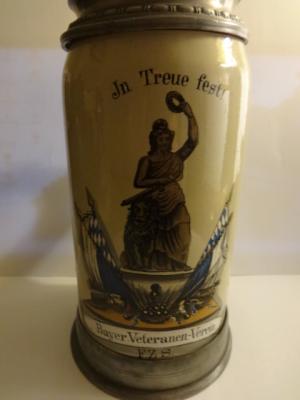 Jn Treue fest!
Bayer Veteranen-Verein
F.Z.S.